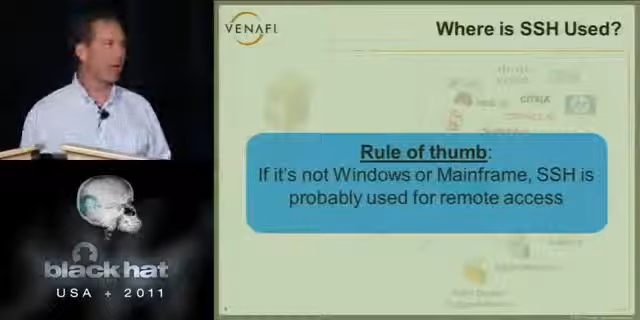 VENAFI
Where is SSH Used?
CITRIX
hp
Rule of thumb:
If it's not Windows or Mainframe, SSH is
probably used for remote access
black hat
USA + 2011